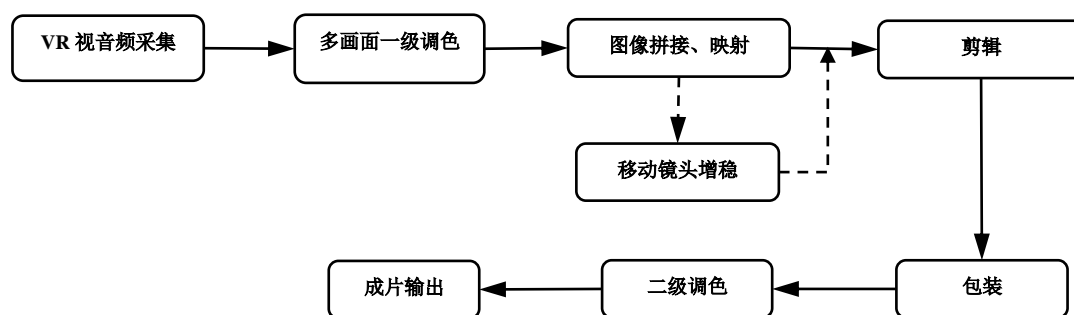 VR 视音频采集
多画面一级调色
图像拼接、映射
剪辑
移动镜头增稳
包装
二级调色
成片输出